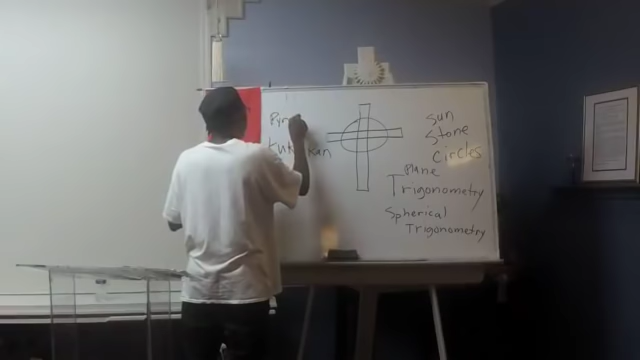 Sun
Stone
Circles
Plane
Trigonometry
Spherical
Trigonometry